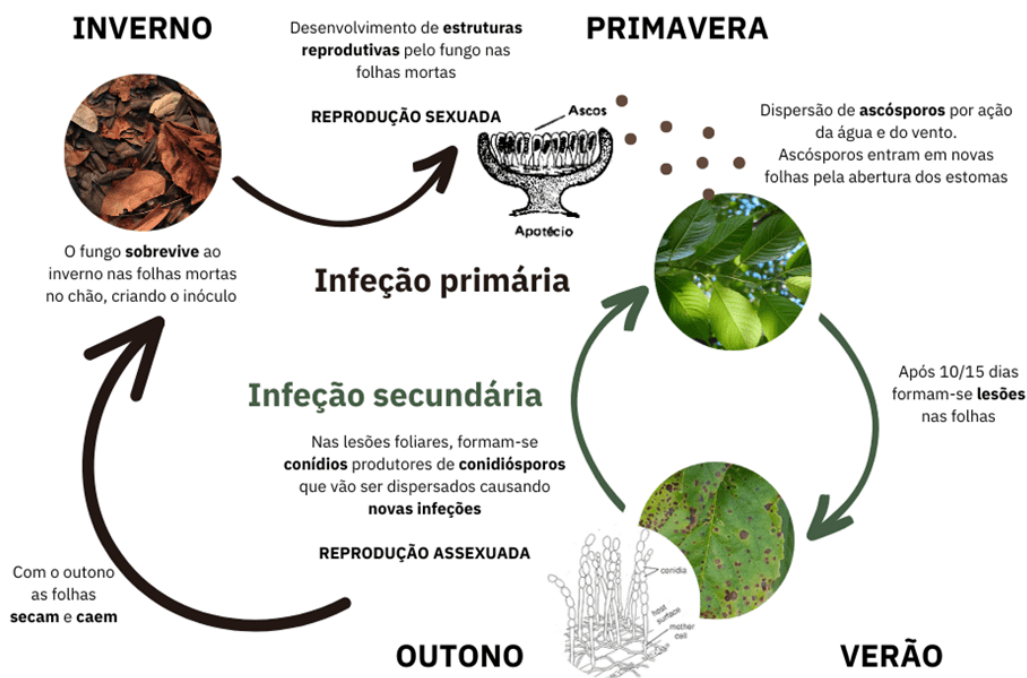 INVERNO
Desenvolvimento de estruturas
reprodutivas pelo fungo nas
folhas mortas
REPRODUÇÃO SEXUADA
PRIMAVERA
Ascos
Apotécio
Dispersão de ascósporos por ação
da água e do vento.
Ascósporos entram em novas
folhas pela abertura dos estomas
O fungo sobrevive ao
inverno nas folhas mortas
no chão, criando o inóculo
Infeção primária
Após 10/15 dias
formam-se lesões
nas folhas
Infeção secundária
Nas lesões foliares, formam-se
conídios produtores de conidiósporos
que vão ser dispersados causando
novas infeções
REPRODUÇÃO ASSEXUADA
conidia
host
surface
mother
cell
Com o outono
as folhas
secam e caem
OUTONO
VERÃO